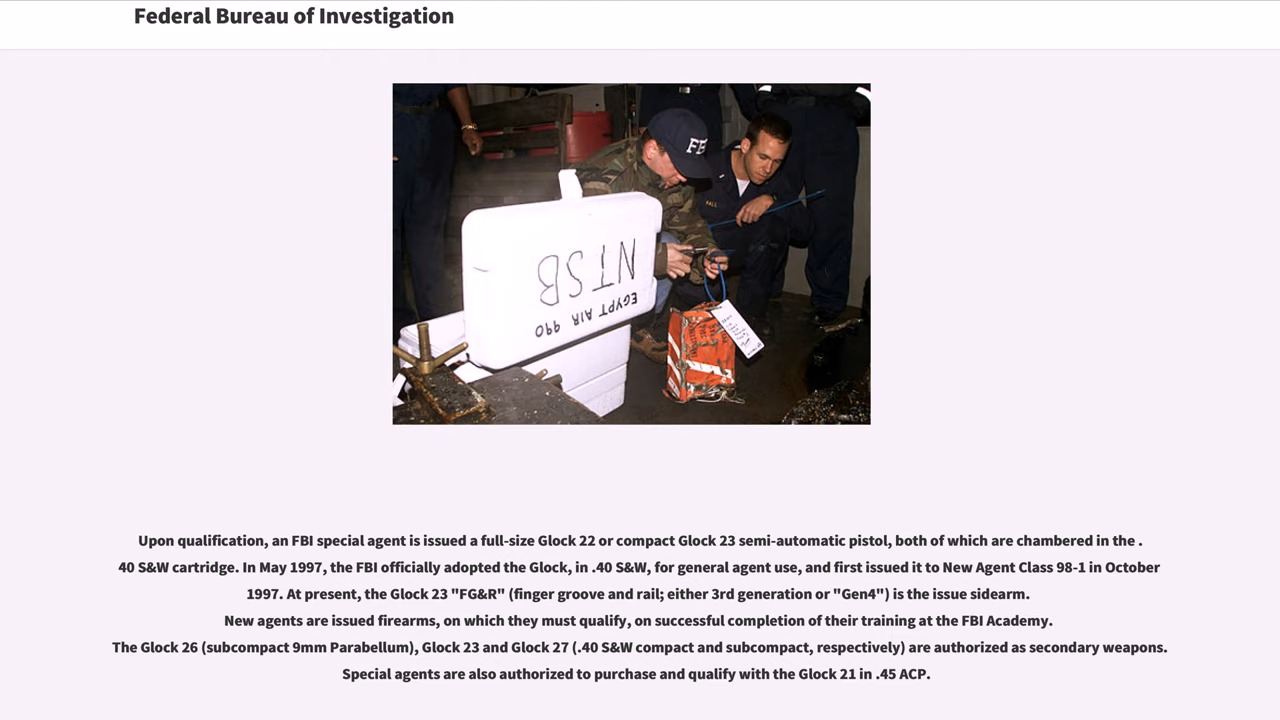 Federal Bureau of Investigation
FBI
NTSB
EGYPT AIR 990
Upon qualification, an FBI special agent is issued a full-size Glock 22 or compact Glock 23 semi-automatic pistol, both of which are chambered in the .
40 S&W cartridge. In May 1997, the FBI officially adopted the Glock, in .40 S&W, for general agent use, and first issued it to New Agent Class 98-1 in October
1997. At present, the Glock 23 "FG&R" (finger groove and rail; either 3rd generation or "Gen4") is the issue sidearm.
New agents are issued firearms, on which they must qualify, on successful completion of their training at the FBI Academy.
The Glock 26 (subcompact 9mm Parabellum), Glock 23 and Glock 27 (.40 S&W compact and subcompact, respectively) are authorized as secondary weapons.
Special agents are also authorized to purchase and qualify with the Glock 21 in .45 ACP.